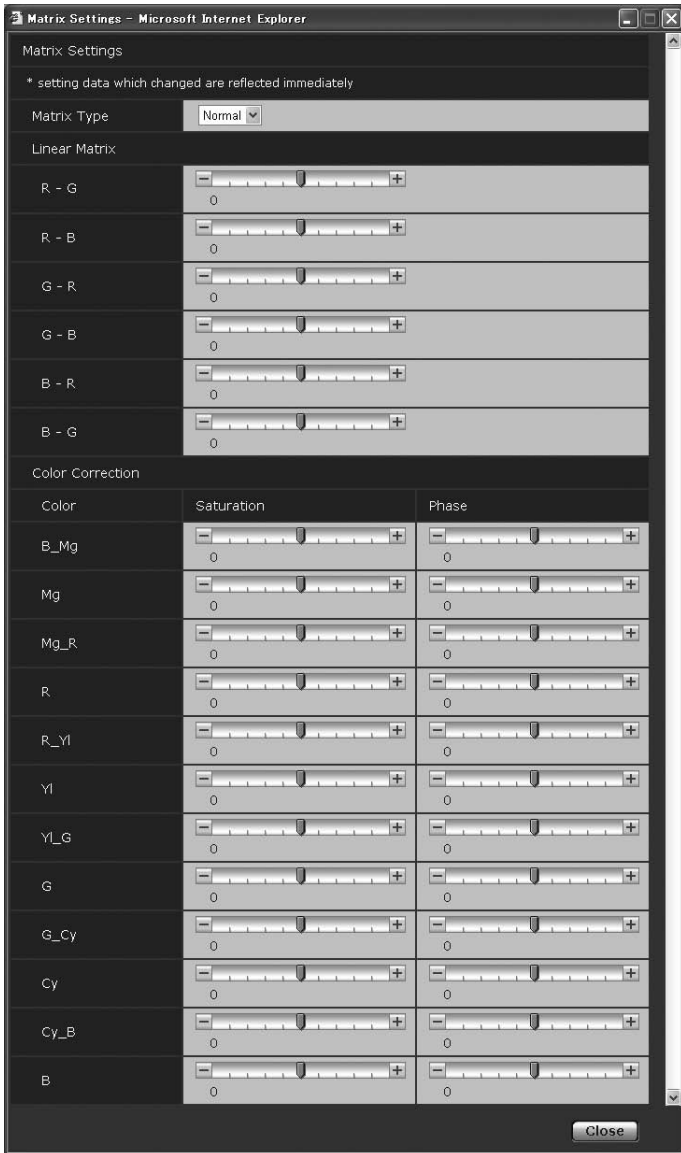 Matrix Settings - Microsoft Internet Explorer
Matrix Settings
* setting data which changed are reflected immediately
Matrix Type Normal
Linear Matrix
R - G
0
R - B
0
G - R
0
G - B
0
B - R
0
B - G
0
Color Correction
Color Saturation Phase
B_Mg
0 0
Mg
0 0
Mg_R
0 0
R
0 0
R_Yl
0 0
Yl
0 0
Yl_G
0 0
G
0 0
G_Cy
0 0
Cy
0 0
Cy_B
0 0
B
0 0
Close